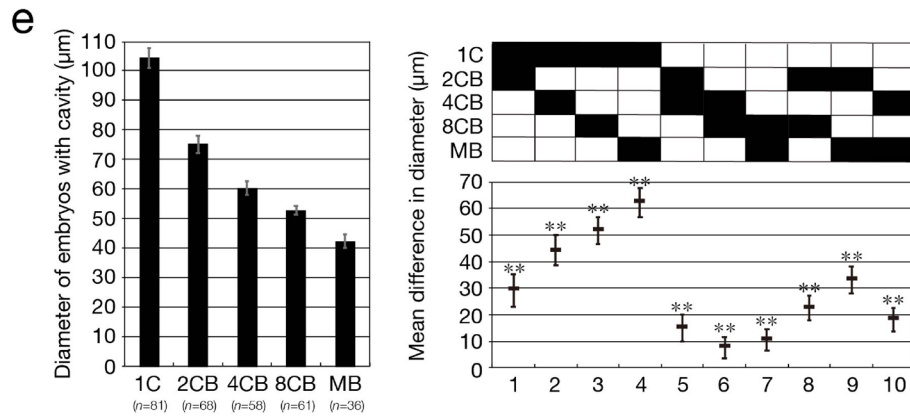 e
Diameter of embryos with cavity (μm)
110
100
90
80
70
60
50
40
30
20
10
0
1C 2CB 4CB 8CB MB
(n=81) (n=68) (n=58) (n=61) (n=36)
1C
2CB
4CB
8CB
MB
Mean difference in diameter (μm)
70
60
50
40
30
20
10
0
** ** ** ** ** ** ** ** ** **
1 2 3 4 5 6 7 8 9 10